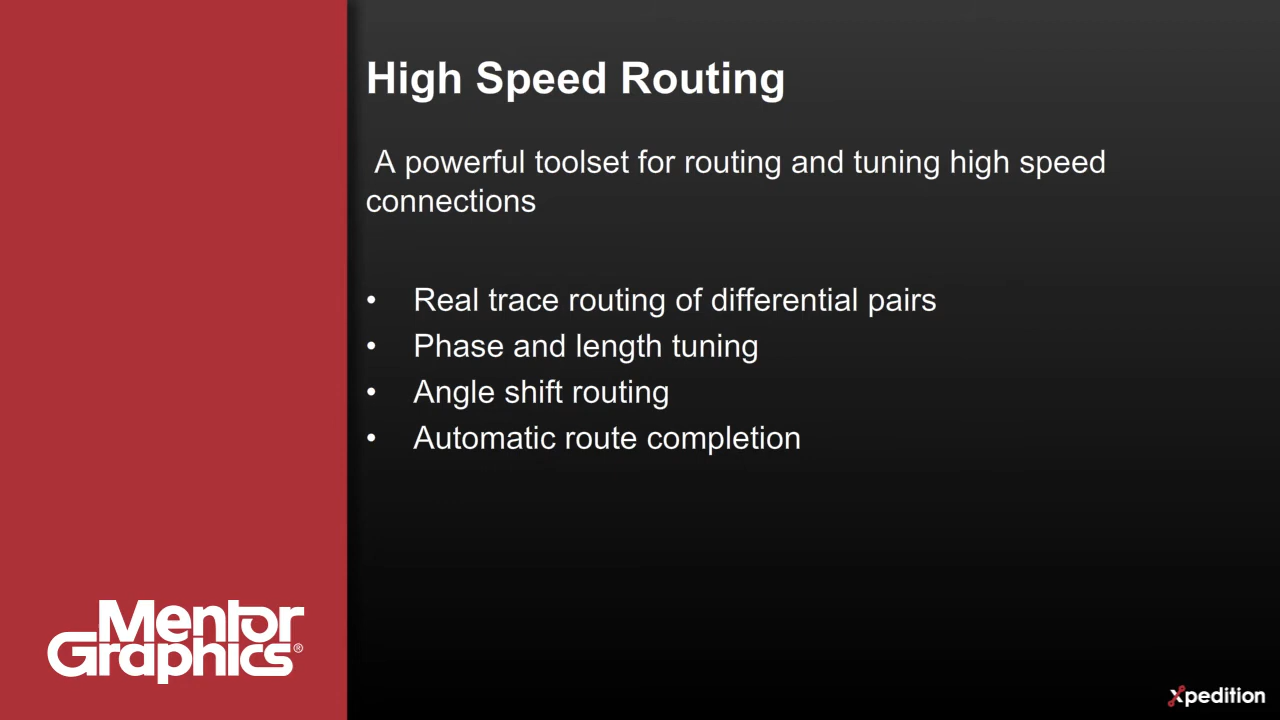 High Speed Routing
A powerful toolset for routing and tuning high speed
connections
• Real trace routing of differential pairs
• Phase and length tuning
• Angle shift routing
• Automatic route completion
Mentor
Graphics®
xpedition